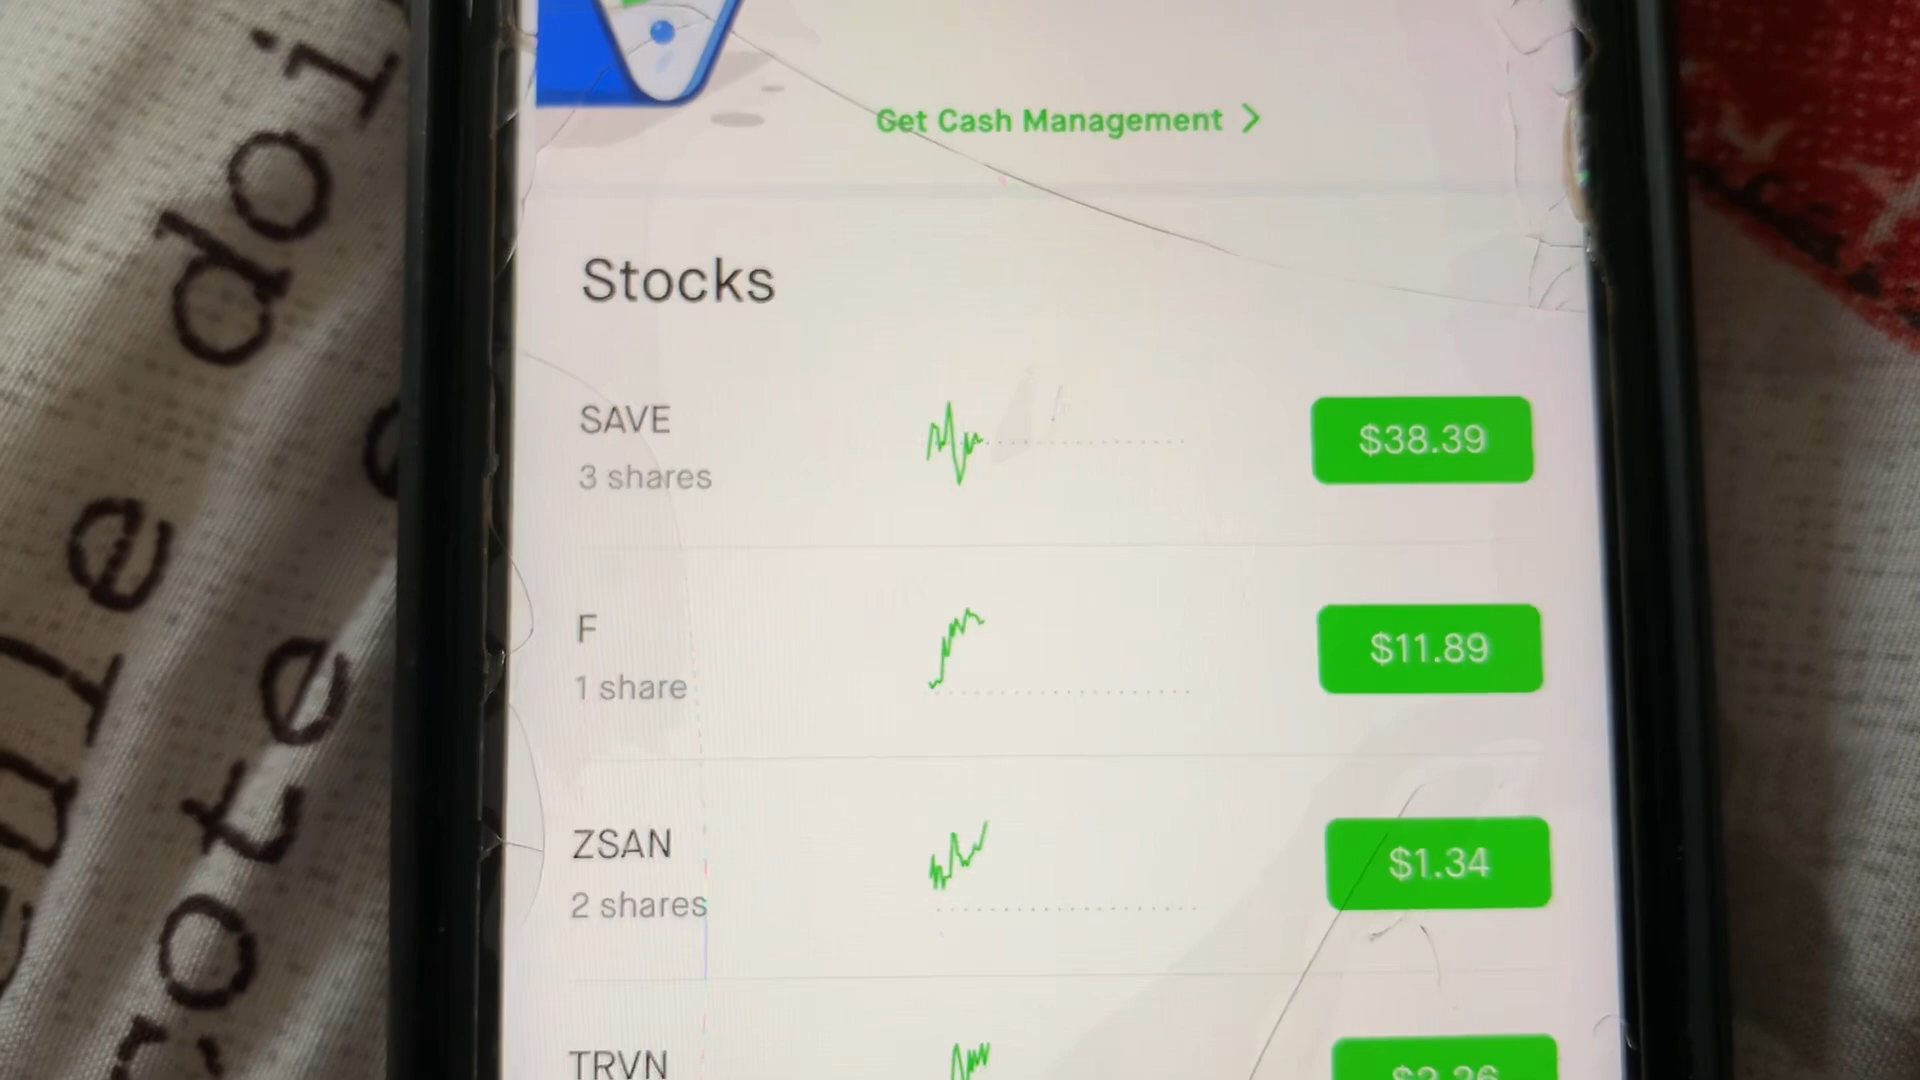 Get Cash Management
Stocks
SAVE
3 shares
$38.39
F
1 share
$11.89
ZSAN
2 shares
$1.34
TRVN